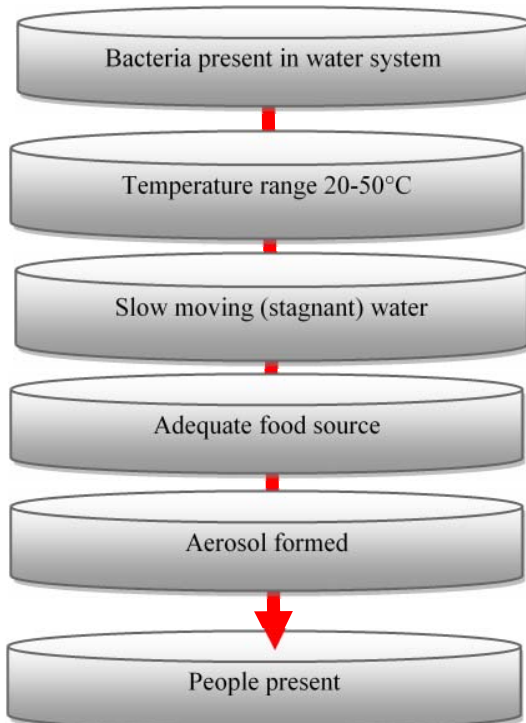 Bacteria present in water system
Temperature range 20-50°C
Slow moving (stagnant) water
Adequate food source
Aerosol formed
People present